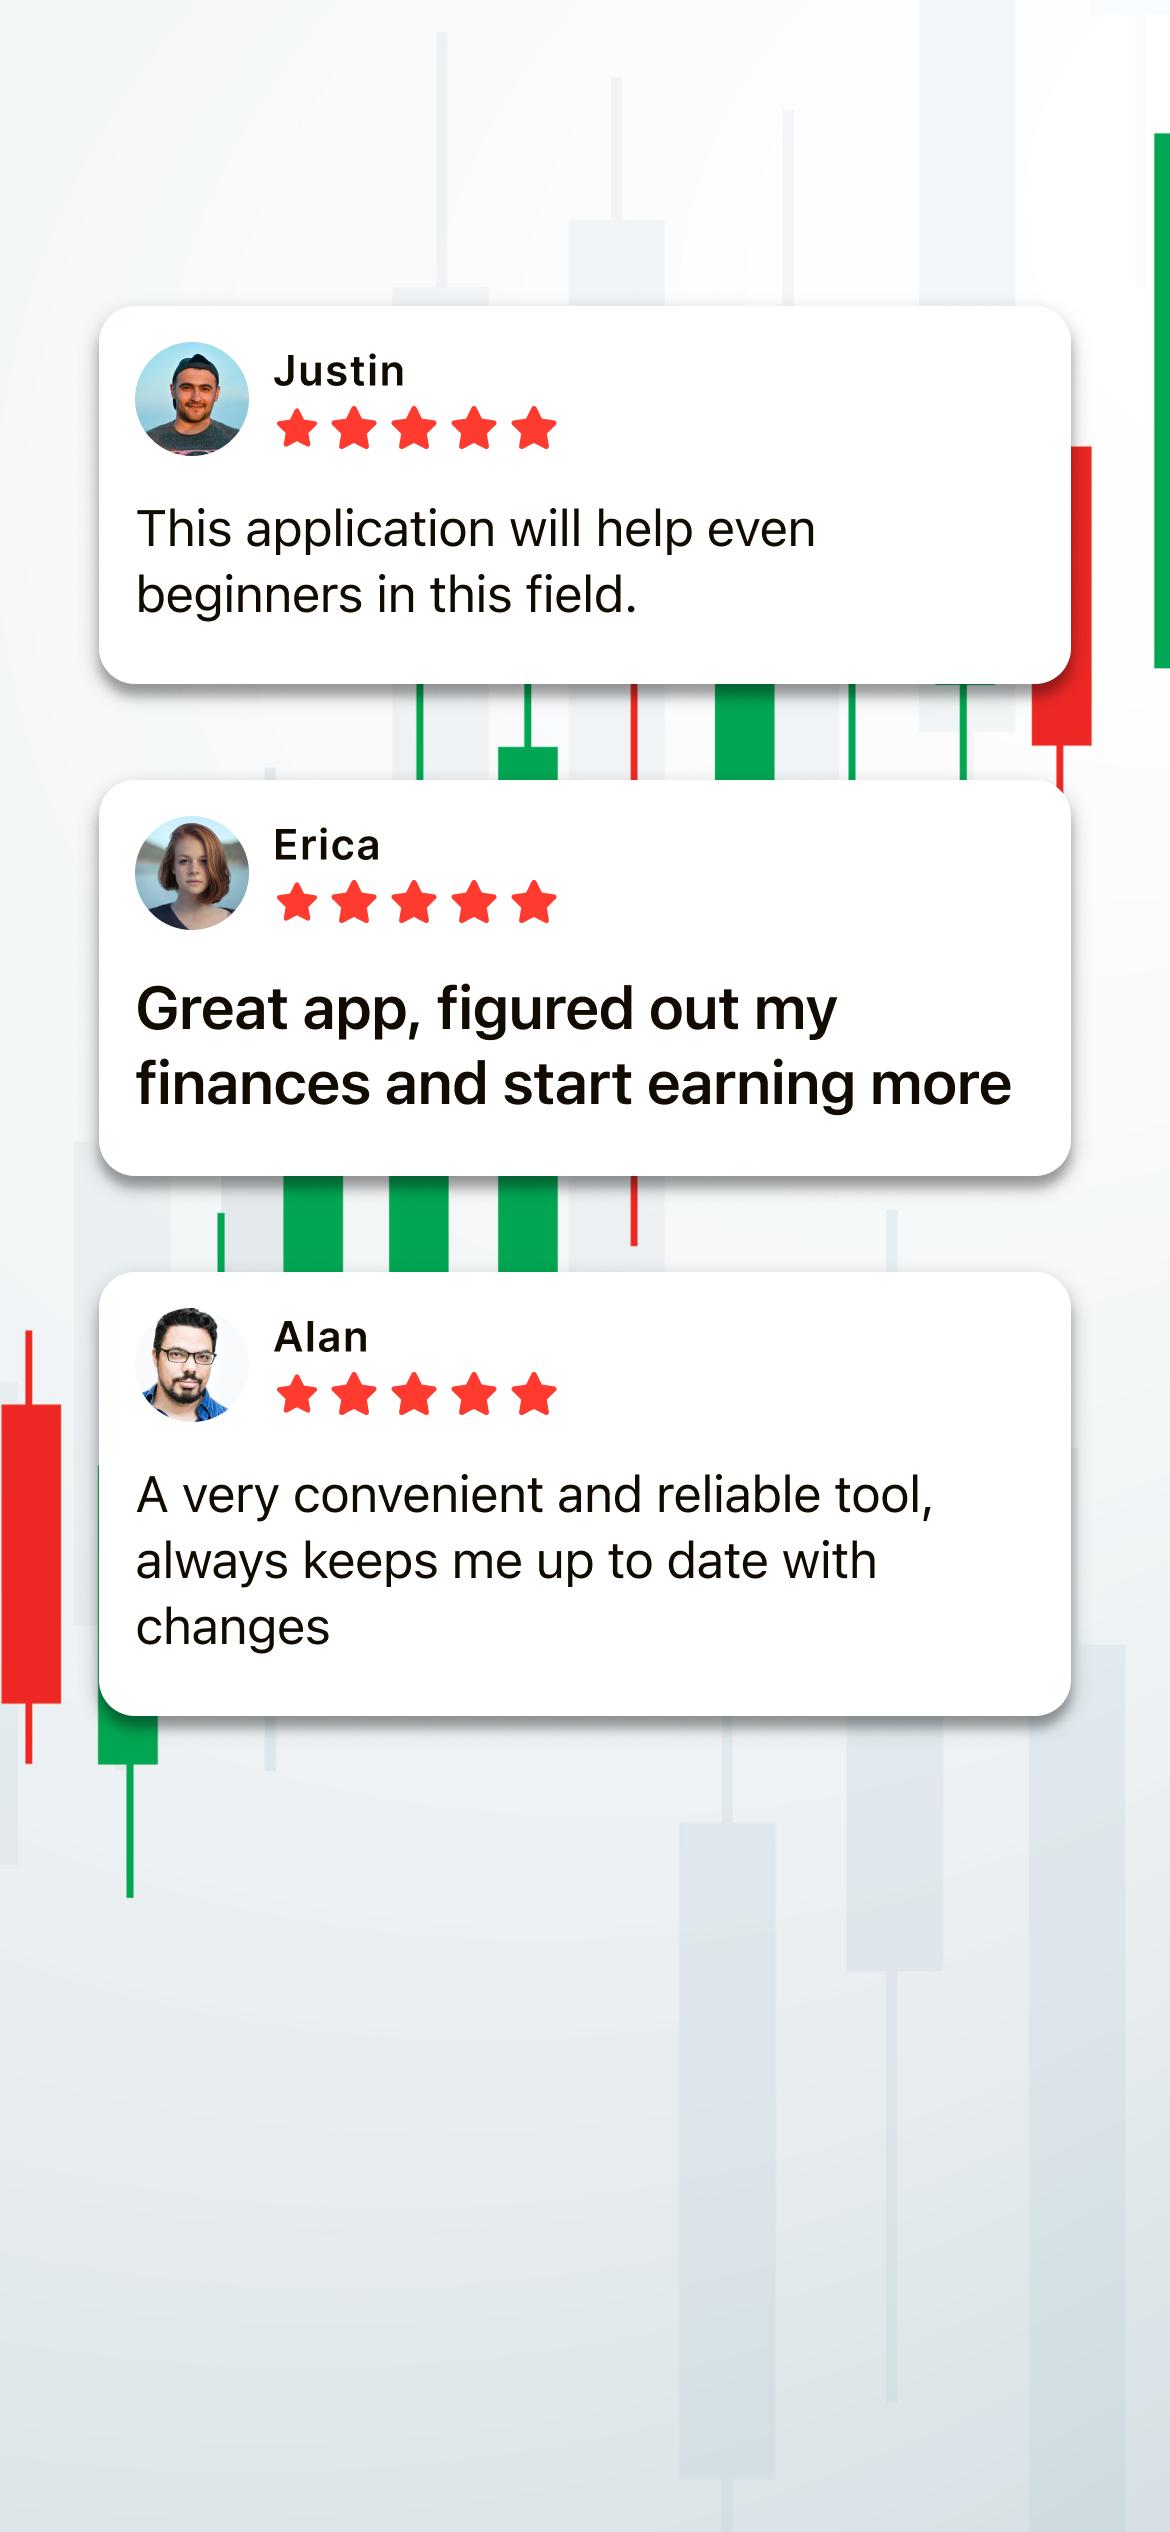 Justin
This application will help even
beginners in this field.
Erica
Great app, figured out my
finances and start earning more
Alan
A very convenient and reliable tool,
always keeps me up to date with
changes